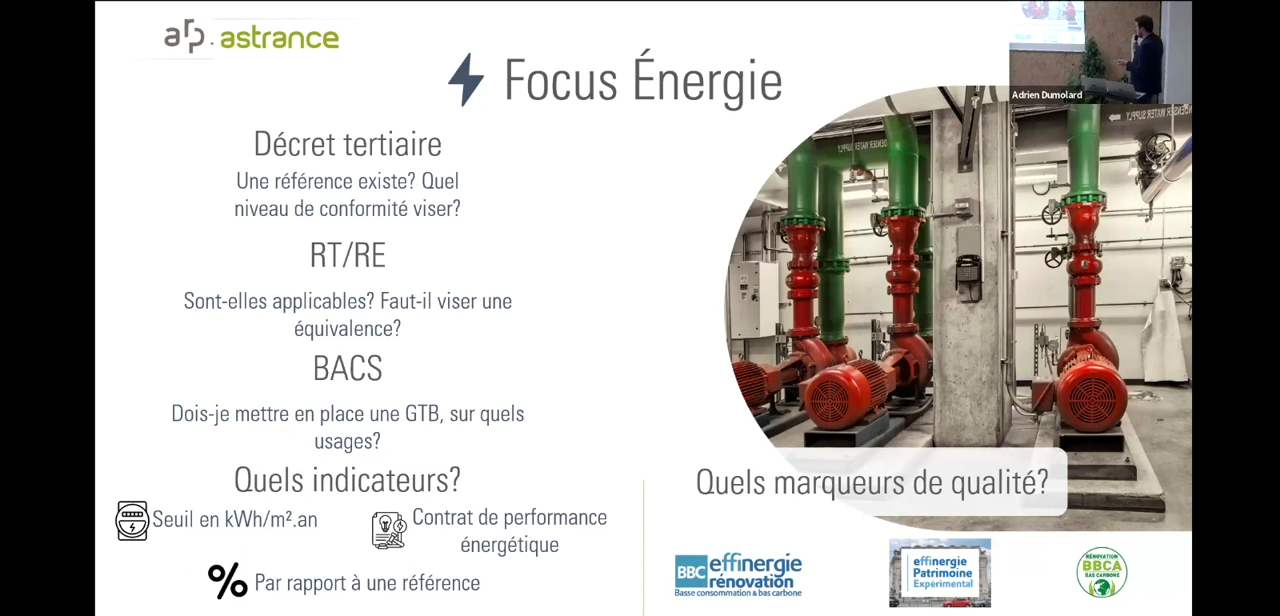 arp. astrance
Focus Énergie
Adrien Dumolard
Décret tertiaire
Une référence existe? Quel
niveau de conformité viser?
RT/RE
Sont-elles applicables? Faut-il viser une
équivalence?
BACS
Dois-je mettre en place une GTB, sur quels
usages?
Quels indicateurs?
Seuil en kWh/m².an
Contrat de performance
énergétique
% Par rapport à une référence
Quels marqueurs de qualité?
BBC effinergie
rénovation
Basse consommation & bas carbone
effinergie
Patrimoine
Expérimental
RÉNOVATION
BBCA
BAS CARBONE